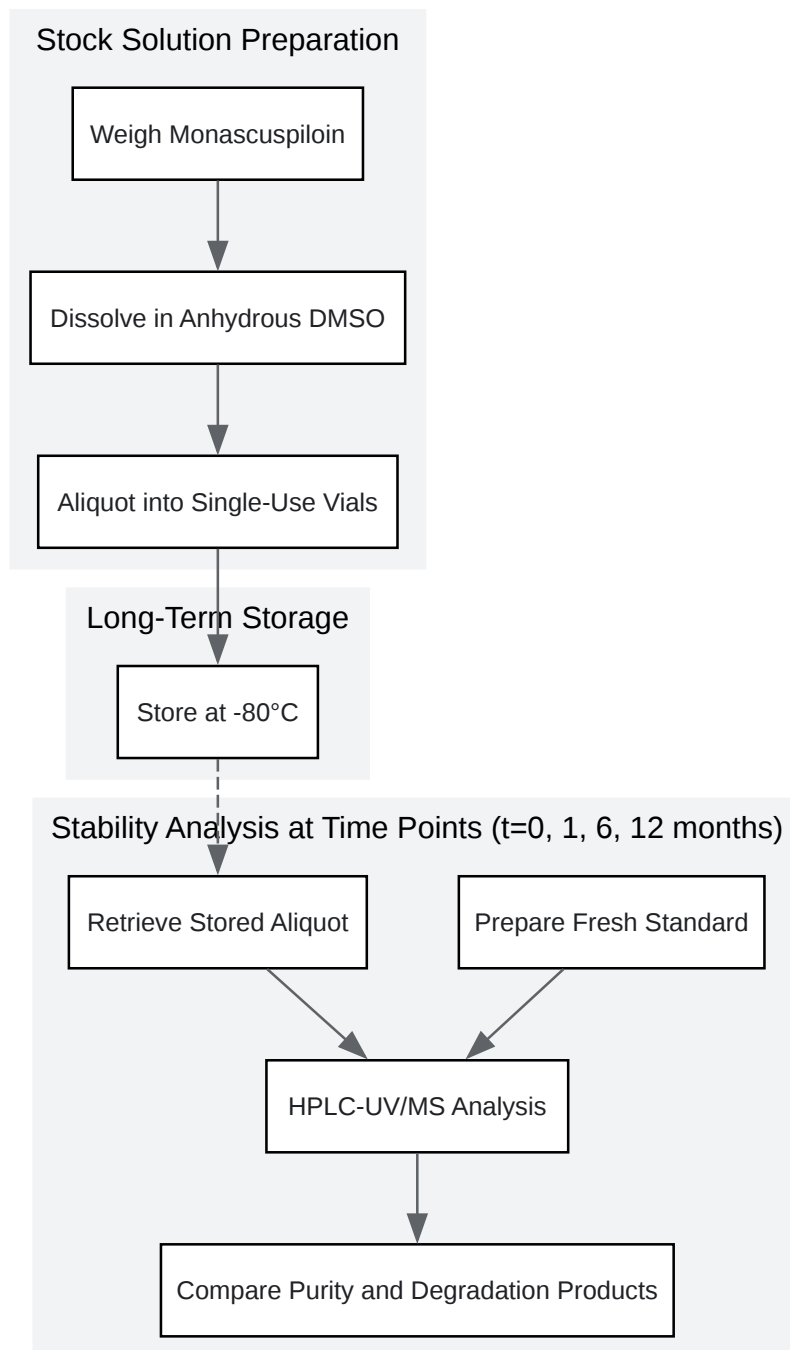 Stock Solution Preparation
Weigh Monascuspiloin
Dissolve in Anhydrous DMSO
Aliquot into Single-Use Vials
Long-Term Storage
Store at -80°C
Stability Analysis at Time Points (t=0, 1, 6, 12 months)
Retrieve Stored Aliquot
Prepare Fresh Standard
HPLC-UV/MS Analysis
Compare Purity and Degradation Products